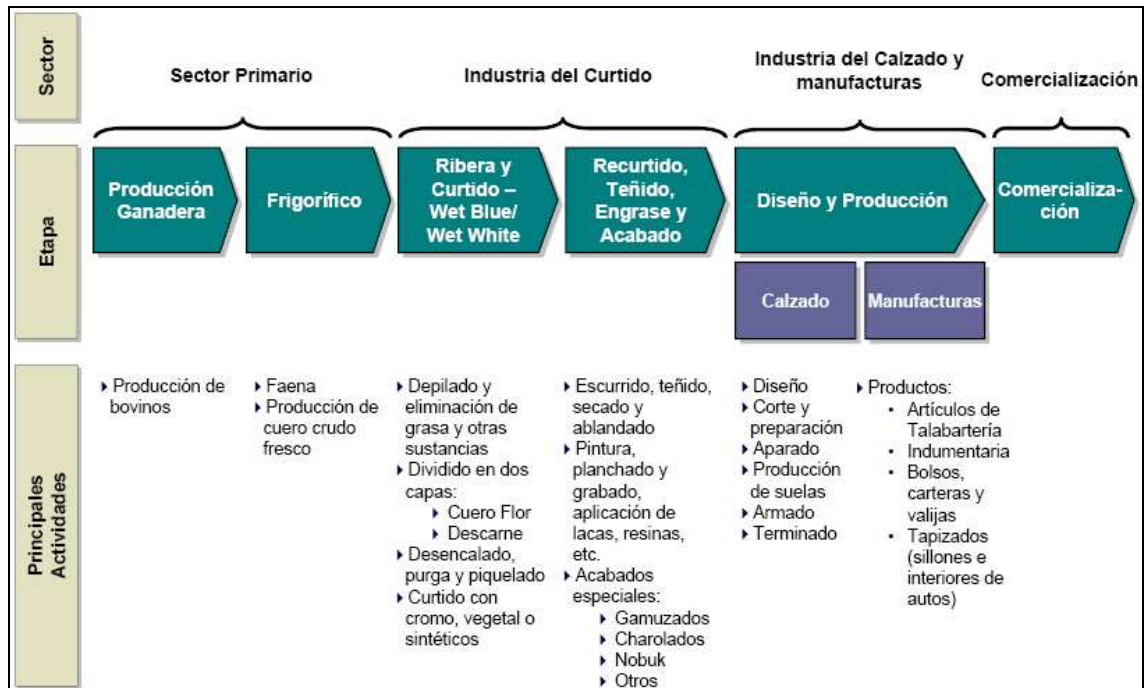 Sector
Sector Primario
Industria del Curtido
Industria del Calzado y
manufacturas
Comercialización
Etapa
Producción
Ganadera
Frigorífico
Ribera y
Curtido –
Wet Blue/
Wet White
Recurtido,
Teñido,
Engrase y
Acabado
Diseño y Producción
Comercializa-
ción
Calzado
Manufacturas
Principales
Actividades
Producción de
bovinos
Faena
Producción de
cuero crudo
fresco
Depilado y
eliminación de
grasa y otras
sustancias
Dividido en dos
capas:
Cuero Flor
Descarne
Desencalado,
purga y piquelado
Curtido con
cromo, vegetal o
sintéticos
Escurrido, teñido,
secado y
ablandado
Pintura,
planchado y
grabado,
aplicación de
lacas, resinas,
etc.
Acabados
especiales:
Gamuzados
Charolados
Nobuk
Otros
Diseño
Corte y
preparación
Aparado
Producción
de suelas
Armado
Terminado
Productos:
Artículos de
Talabartería
Indumentaria
Bolsos,
carteras y
valijas
Tapizados
(sillones e
interiores de
autos)